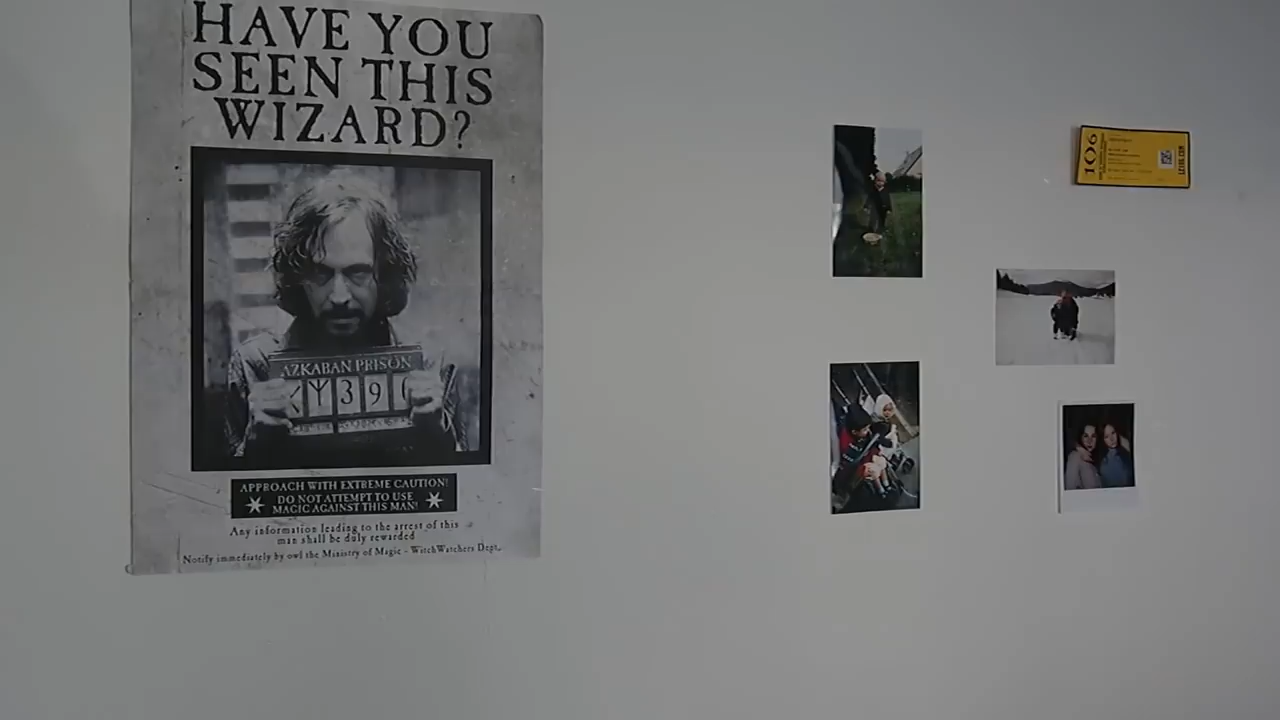 HAVE YOU
SEEN THIS
WIZARD?
AZKABAN PRISON
390
APPROACH WITH EXTREME CAUTION!
DO NOT ATTEMPT TO USE
MAGIC AGAINST THIS MAN!
Any information leading to the arrest of this
man shall be duly rewarded
Notify immediately by owl the Ministry of Magic - WitchWatchers Dept.
106